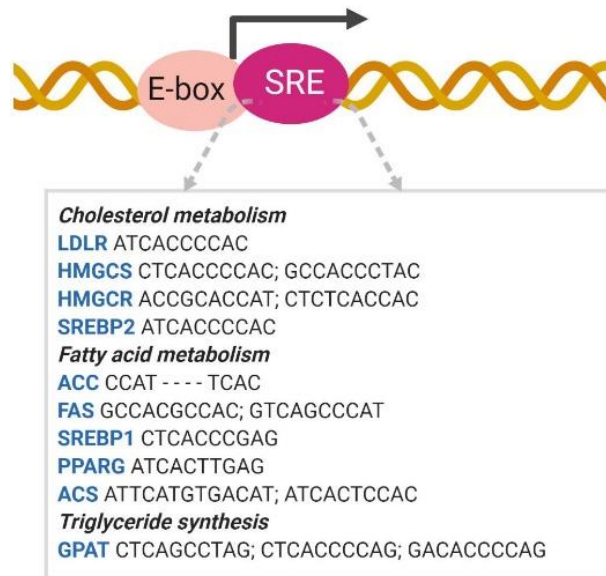 E-box
SRE
Cholesterol metabolism
LDLR ATCACCCCAC
HMGCS CTCACCCCAC; GCCACCCTAC
HMGCR ACCGCACCAT; CTCTCACCAC
SREBP2 ATCACCCCAC
Fatty acid metabolism
ACC CCAT - - - - TCAC
FAS GCCACGCCAC; GTCAGCCCAT
SREBP1 CTCACCCGAG
PPARG ATCACTTGAG
ACS ATTCATGTGACAT; ATCACTCCAC
Triglyceride synthesis
GPAT CTCAGCCTAG; CTCACCCCAG; GACACCCCAG